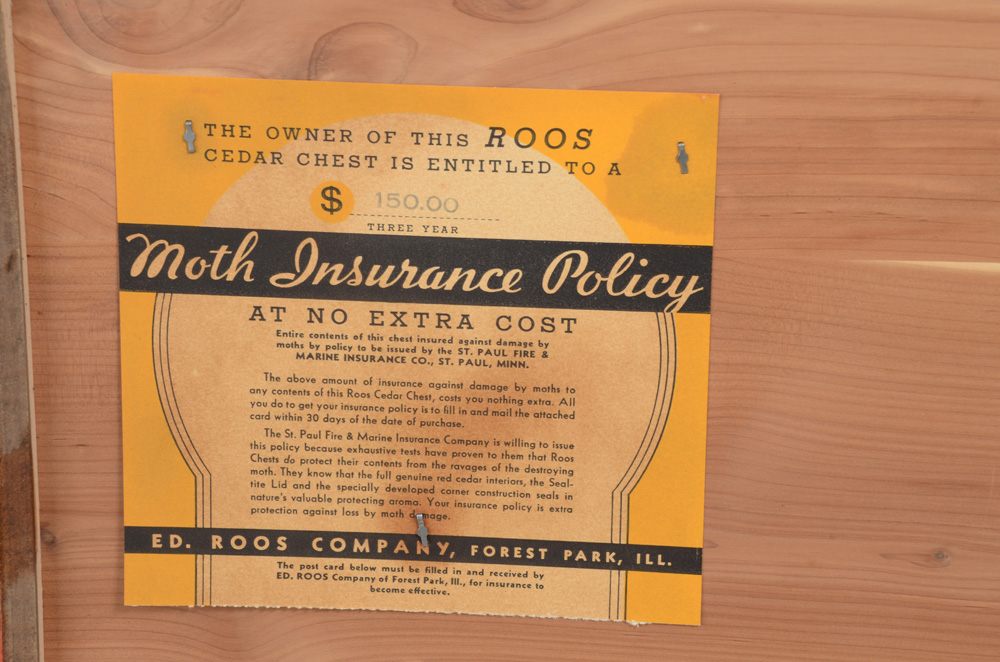 THE OWNER OF THIS ROOS
CEDAR CHEST IS ENTITLED TO A
$ 150.00
THREE YEAR
Moth Insurance Policy
AT NO EXTRA COST
Entire contents of this chest insured against damage by
moths by policy to be issued by the ST. PAUL FIRE &
MARINE INSURANCE CO., ST. PAUL, MINN.
The above amount of insurance against damage by moths to
any contents of this Roos Cedar Chest, costs you nothing extra. All
you do to get your insurance policy is to fill in and mail the attached
card within 30 days of the date of purchase.
The St. Paul Fire & Marine Insurance Company is willing to issue
this policy because exhaustive tests have proven to them that Roos
Chests do protect their contents from the ravages of the destroying
moth. They know that the full genuine red cedar interiors, the Seal-
tite Lid and the specially developed corner construction seals in
nature's valuable protecting aroma. Your insurance policy is extra
protection against loss by moth damage.
ED. ROOS COMPANY, FOREST PARK, ILL.
The post card below must be filled in and received by
ED. ROOS Company of Forest Park, Ill., for insurance to
become effective.